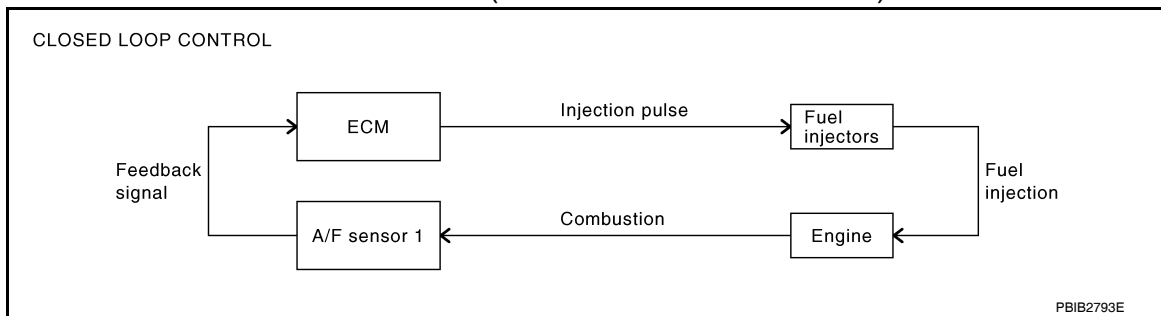 CLOSED LOOP CONTROL
ECM
Injection pulse
Fuel
injectors
Feedback
signal
Fuel
injection
A/F sensor 1
Combustion
Engine
PBIB2793E